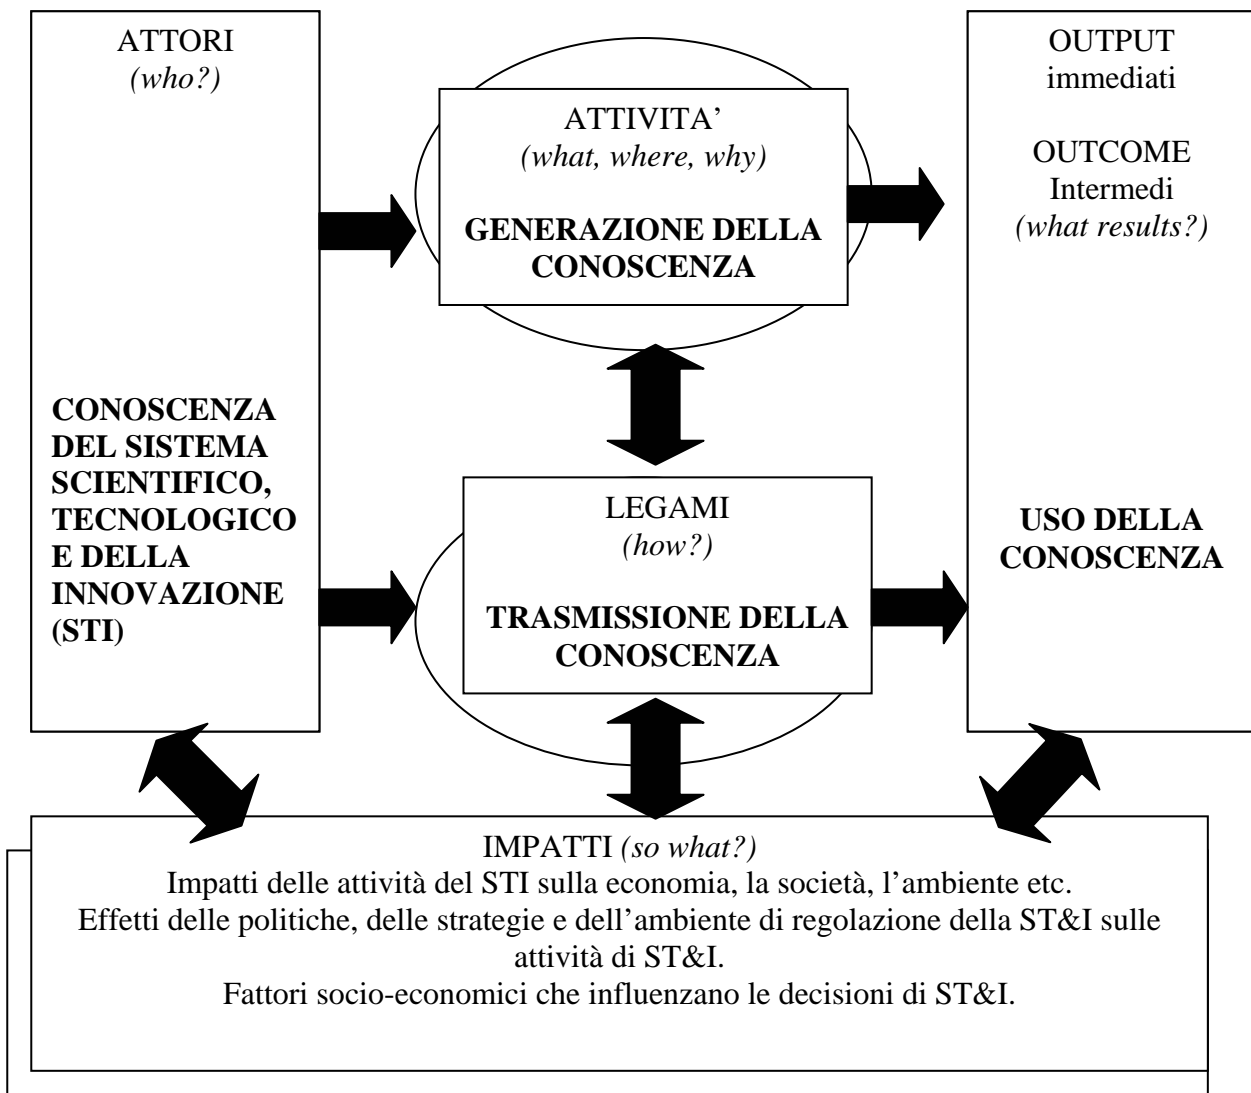 ATTORI
(who?)
CONOSCENZA
DEL SISTEMA
SCIENTIFICO,
TECNOLOGICO
E DELLA
INNOVAZIONE
(STI)
ATTIVITA’
(what, where, why)
GENERAZIONE DELLA
CONOSCENZA
LEGAMI
(how?)
TRASMISSIONE DELLA
CONOSCENZA
OUTPUT
immediati
OUTCOME
Intermedi
(what results?)
USO DELLA
CONOSCENZA
IMPATTI (so what?)
Impatti delle attività del STI sulla economia, la società, l’ambiente etc.
Effetti delle politiche, delle strategie e dell’ambiente di regolazione della ST&I sulle
attività di ST&I.
Fattori socio-economici che influenzano le decisioni di ST&I.